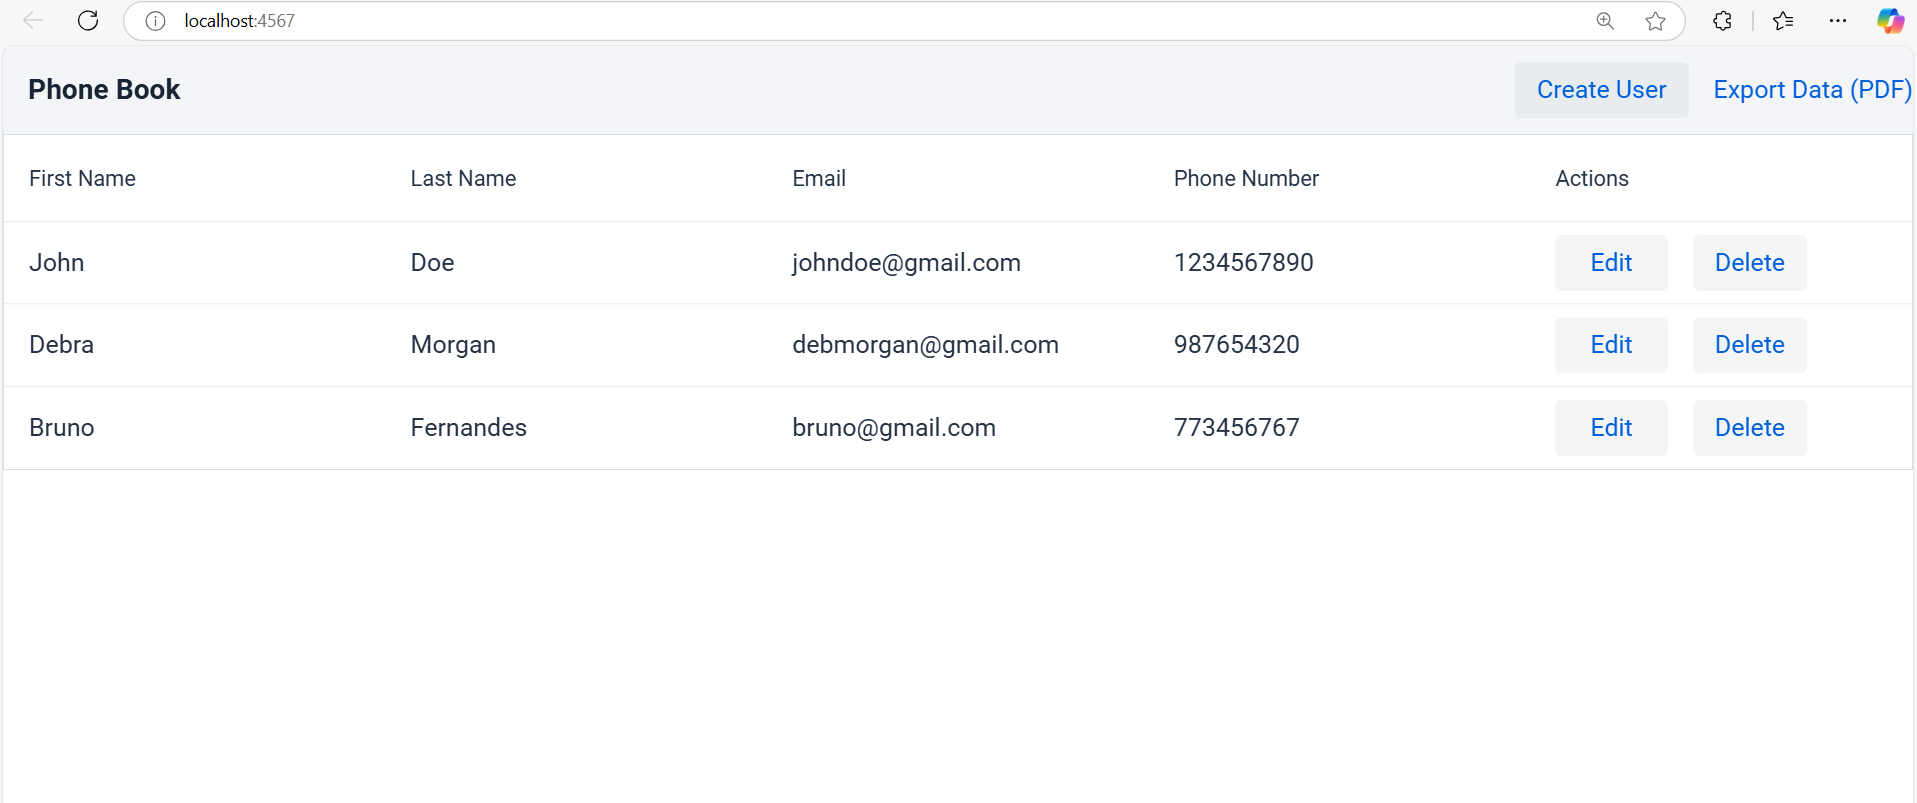 localhost:4567
Phone Book Create User Export Data (PDF)
First Name Last Name Email Phone Number Actions
John Doe johndoe@gmail.com 1234567890 Edit Delete
Debra Morgan debmorgan@gmail.com 987654320 Edit Delete
Bruno Fernandes bruno@gmail.com 773456767 Edit Delete